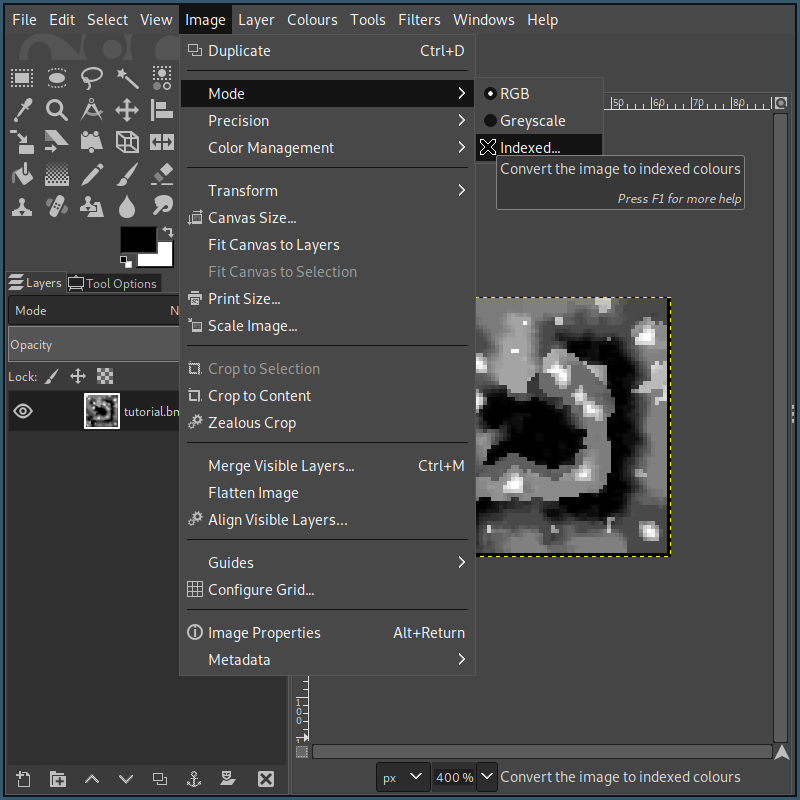 File Edit Select View Image Layer Colours Tools Filters Windows Help
Duplicate Ctrl+D
Mode
Precision
Color Management
Transform
Canvas Size...
Fit Canvas to Layers
Fit Canvas to Selection
Print Size...
Scale Image...
Crop to Selection
Crop to Content
Zealous Crop
Merge Visible Layers... Ctrl+M
Flatten Image
Align Visible Layers...
Guides
Configure Grid...
Image Properties Alt+Return
Metadata
RGB
Greyscale
Indexed...
Convert the image to indexed colours
Press F1 for more help
50 60 70 80
Layers Tool Options
Mode N
Opacity
Lock:
tutorial.bm
100
px 400 % Convert the image to indexed colours